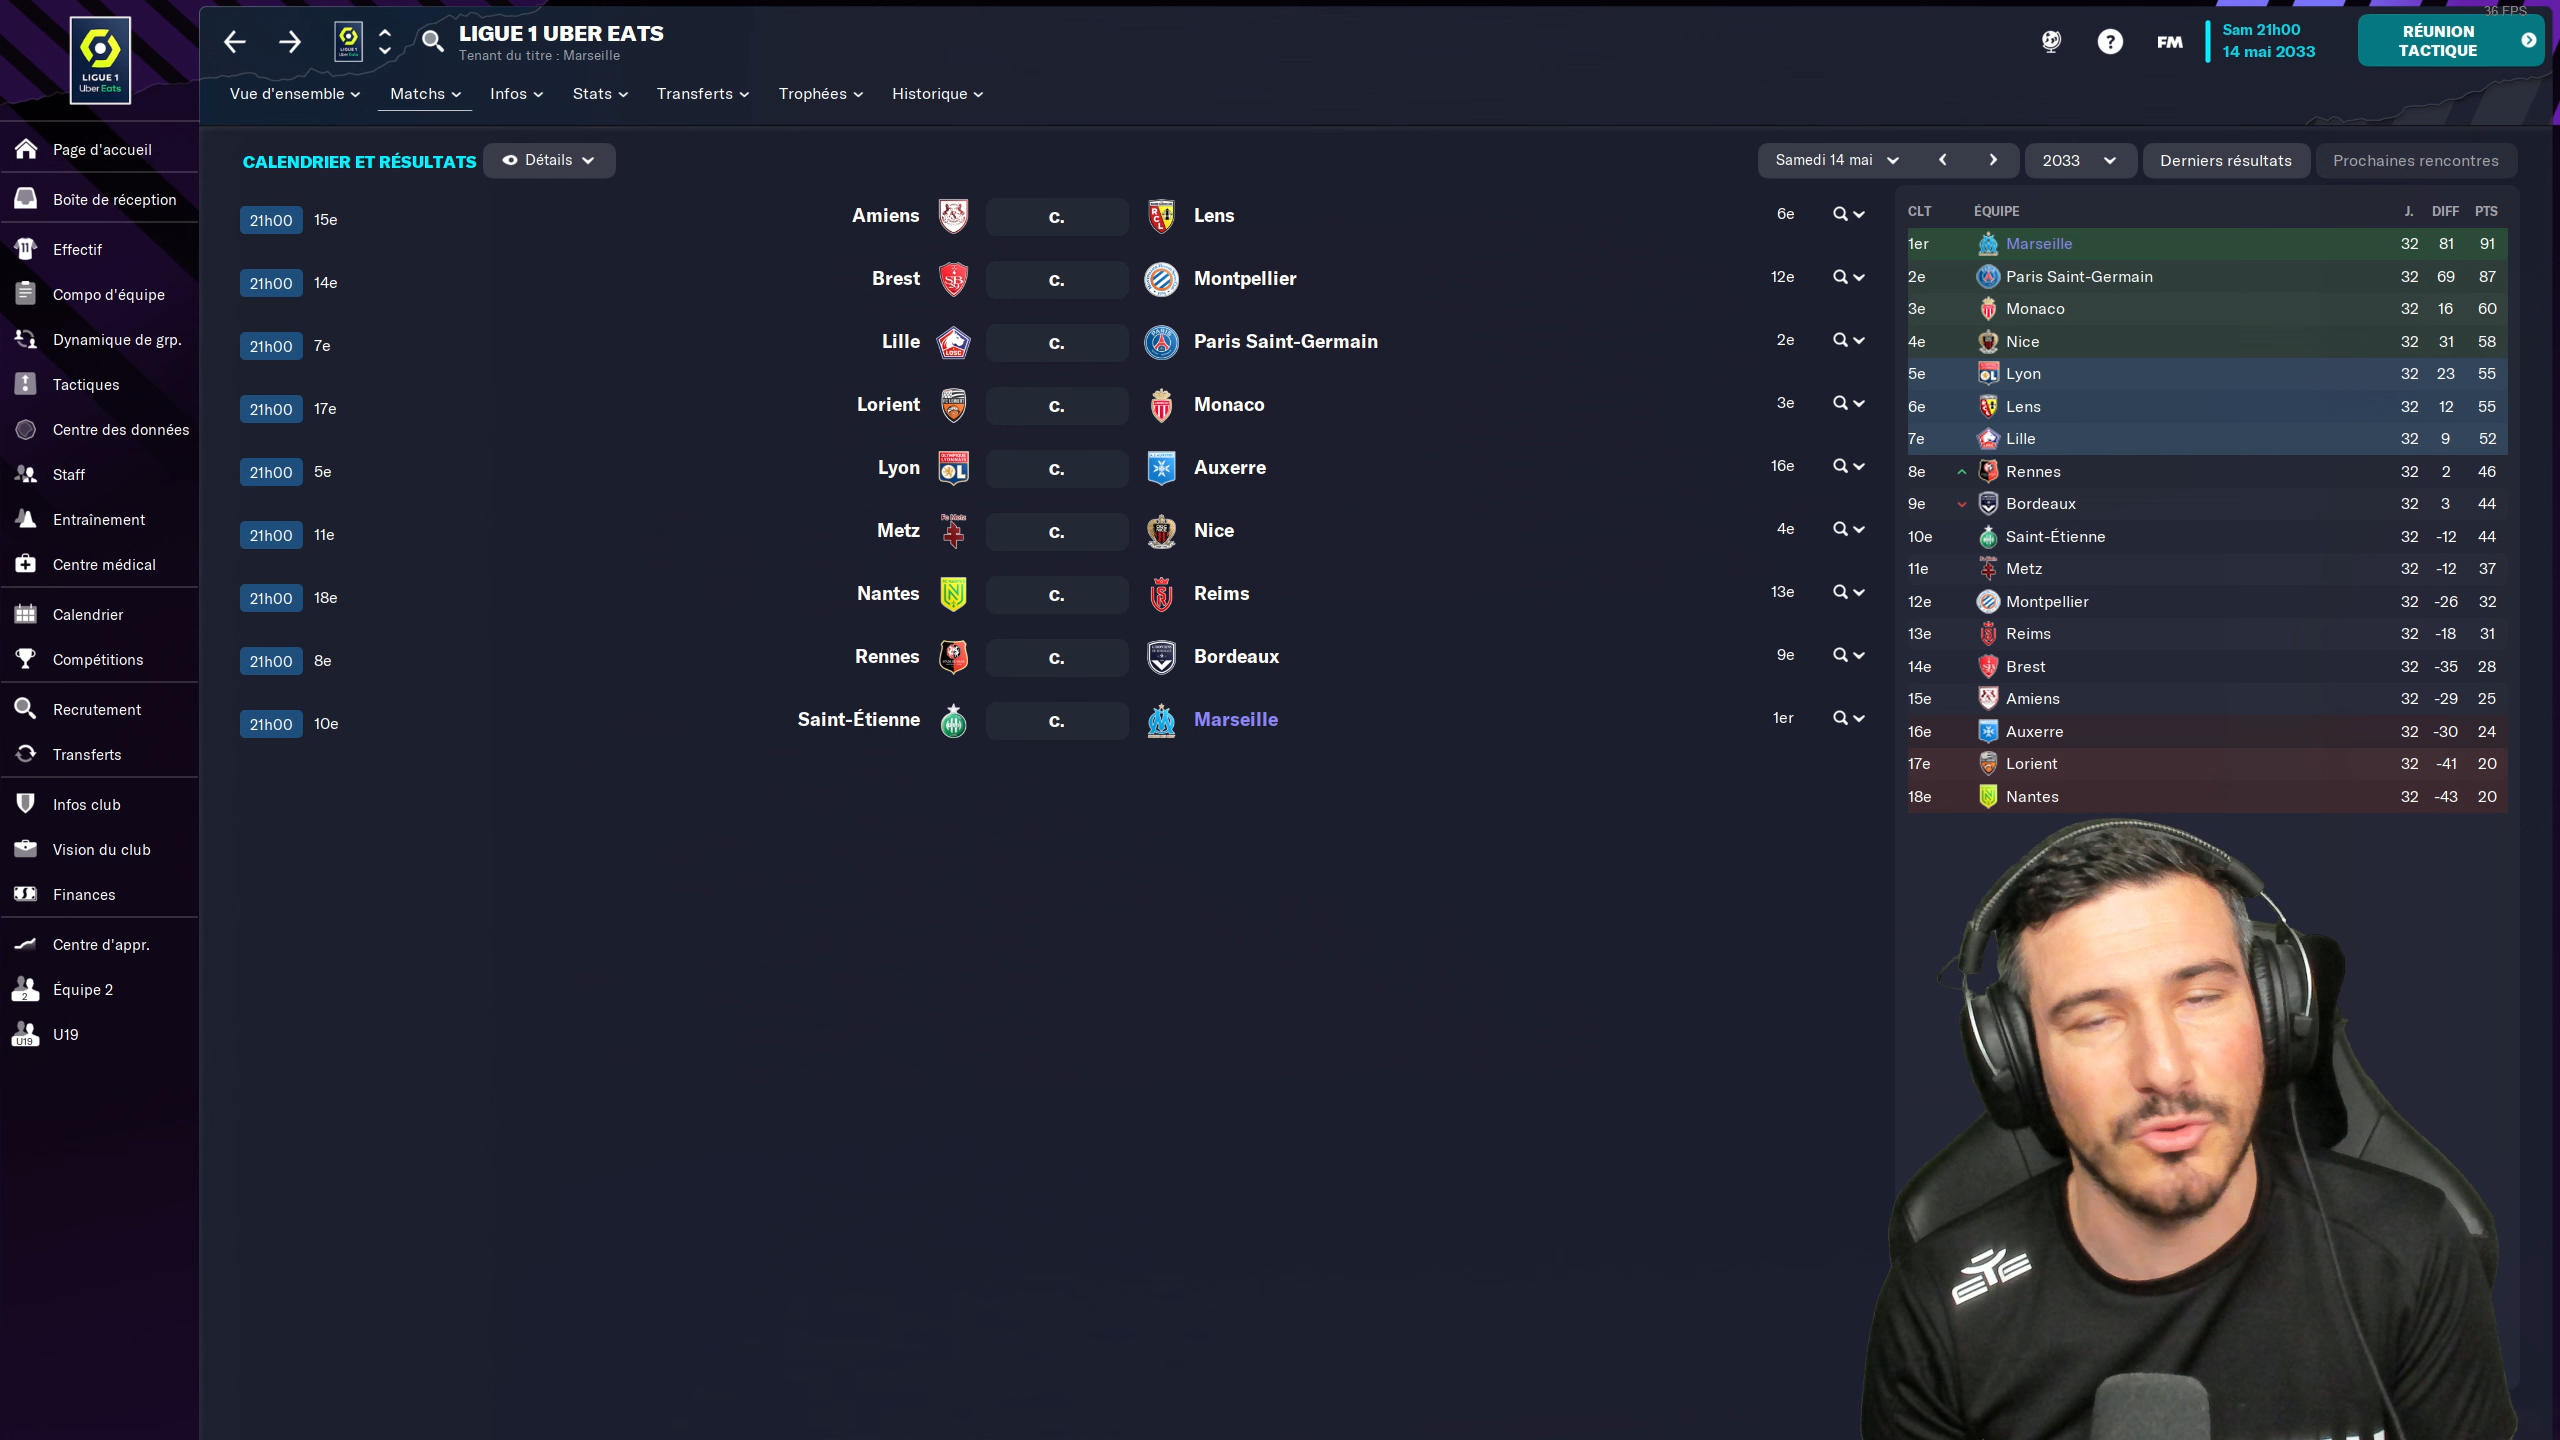 36 FPS
LIGUE 1
Uber Eats
LIGUE 1 UBER EATS
Tenant du titre : Marseille
FM
Sam 21h00
14 mai 2033
RÉUNION
TACTIQUE
Vue d'ensemble Matchs Infos Stats Transferts Trophées Historique
Page d'accueil
Boîte de réception
Effectif
Compo d'équipe
Dynamique de grp.
Tactiques
Centre des données
Staff
Entraînement
Centre médical
Calendrier
Compétitions
Recrutement
Transferts
Infos club
Vision du club
Finances
Centre d'appr.
2 Équipe 2
U19 U19
CALENDRIER ET RÉSULTATS Détails Samedi 14 mai 2033 Derniers résultats Prochaines rencontres
21h00 15e Amiens c. Lens 6e
21h00 14e Brest c. Montpellier 12e
21h00 7e Lille c. Paris Saint-Germain 2e
21h00 17e Lorient c. Monaco 3e
21h00 5e Lyon c. Auxerre 16e
21h00 11e Metz c. Nice 4e
21h00 18e Nantes c. Reims 13e
21h00 8e Rennes c. Bordeaux 9e
21h00 10e Saint-Étienne c. Marseille 1er
CLT ÉQUIPE J. DIFF PTS
1er Marseille 32 81 91
2e Paris Saint-Germain 32 69 87
3e Monaco 32 16 60
4e Nice 32 31 58
5e Lyon 32 23 55
6e Lens 32 12 55
7e Lille 32 9 52
8e Rennes 32 2 46
9e Bordeaux 32 3 44
10e Saint-Étienne 32 -12 44
11e Metz 32 -12 37
12e Montpellier 32 -26 32
13e Reims 32 -18 31
14e Brest 32 -35 28
15e Amiens 32 -29 25
16e Auxerre 32 -30 24
17e Lorient 32 -41 20
18e Nantes 32 -43 20